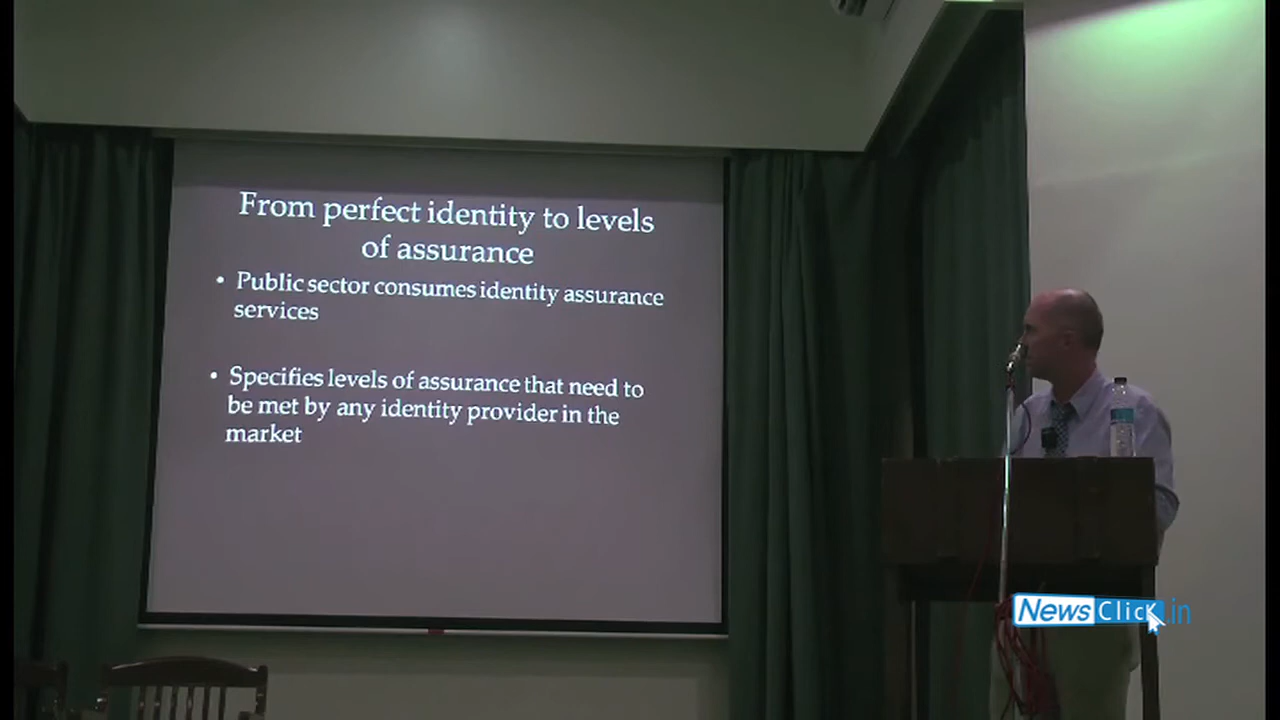 From perfect identity to levels
of assurance
• Public sector consumes identity assurance
services
• Specifies levels of assurance that need to
be met by any identity provider in the
market
NewsClick.in